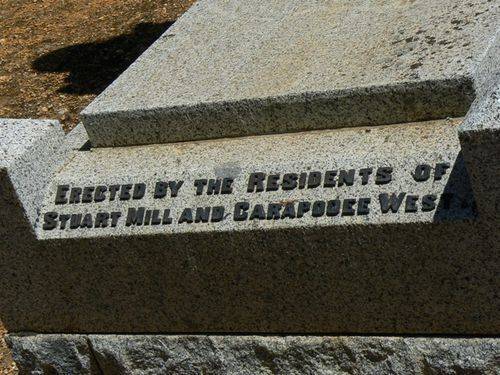 Erected by the Residents of
Stuart Mill and Carapooee West.